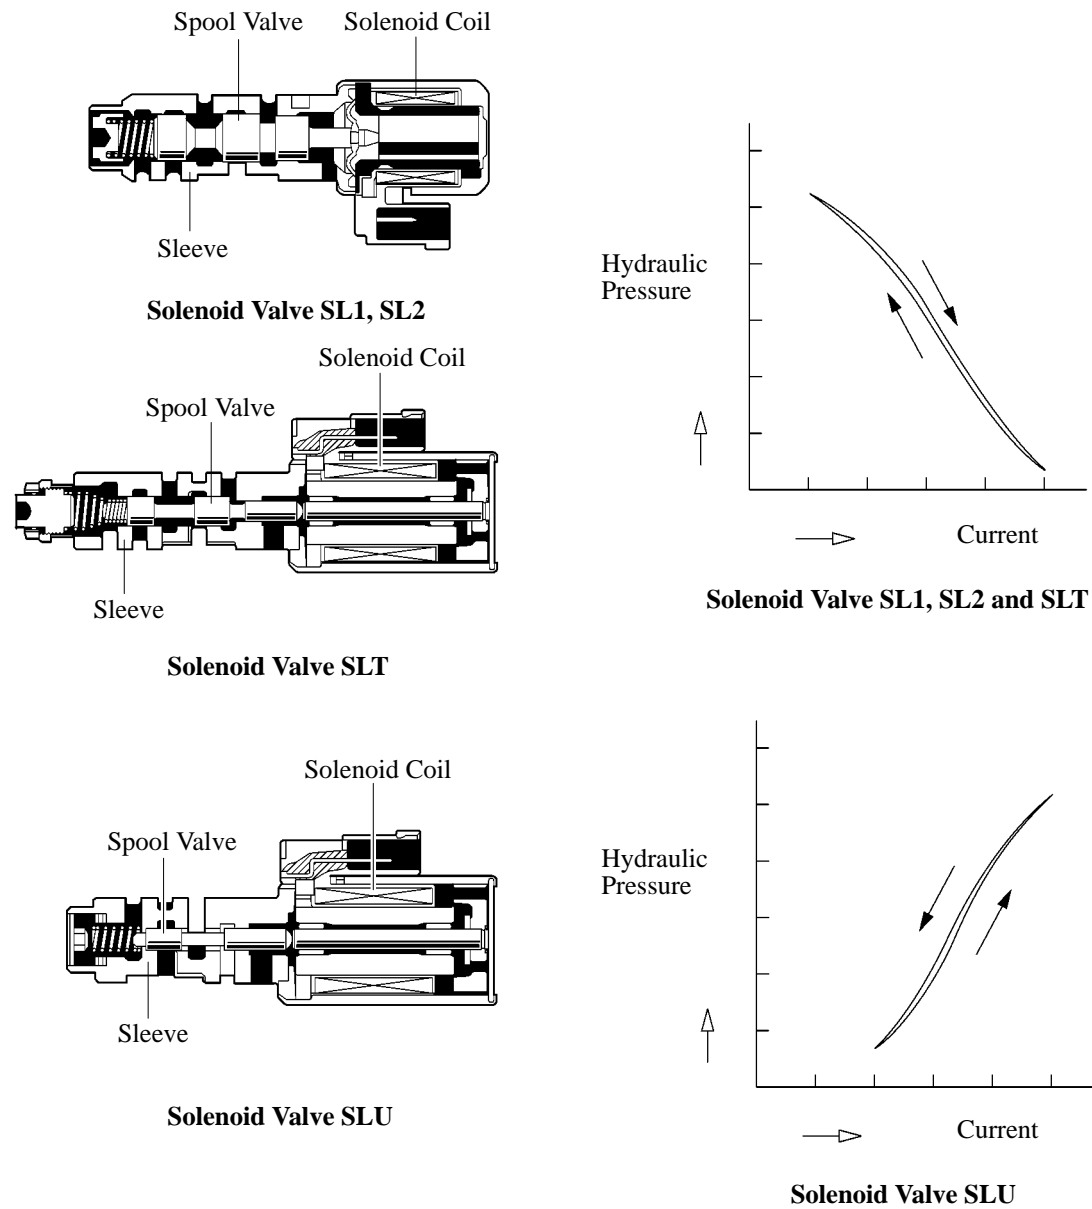 Spool Valve
Solenoid Coil
Sleeve
Solenoid Valve SL1, SL2
Solenoid Coil
Spool Valve
Sleeve
Solenoid Valve SLT
Solenoid Coil
Spool Valve
Sleeve
Solenoid Valve SLU
Hydraulic
Pressure
Current
Solenoid Valve SL1, SL2 and SLT
Hydraulic
Pressure
Current
Solenoid Valve SLU